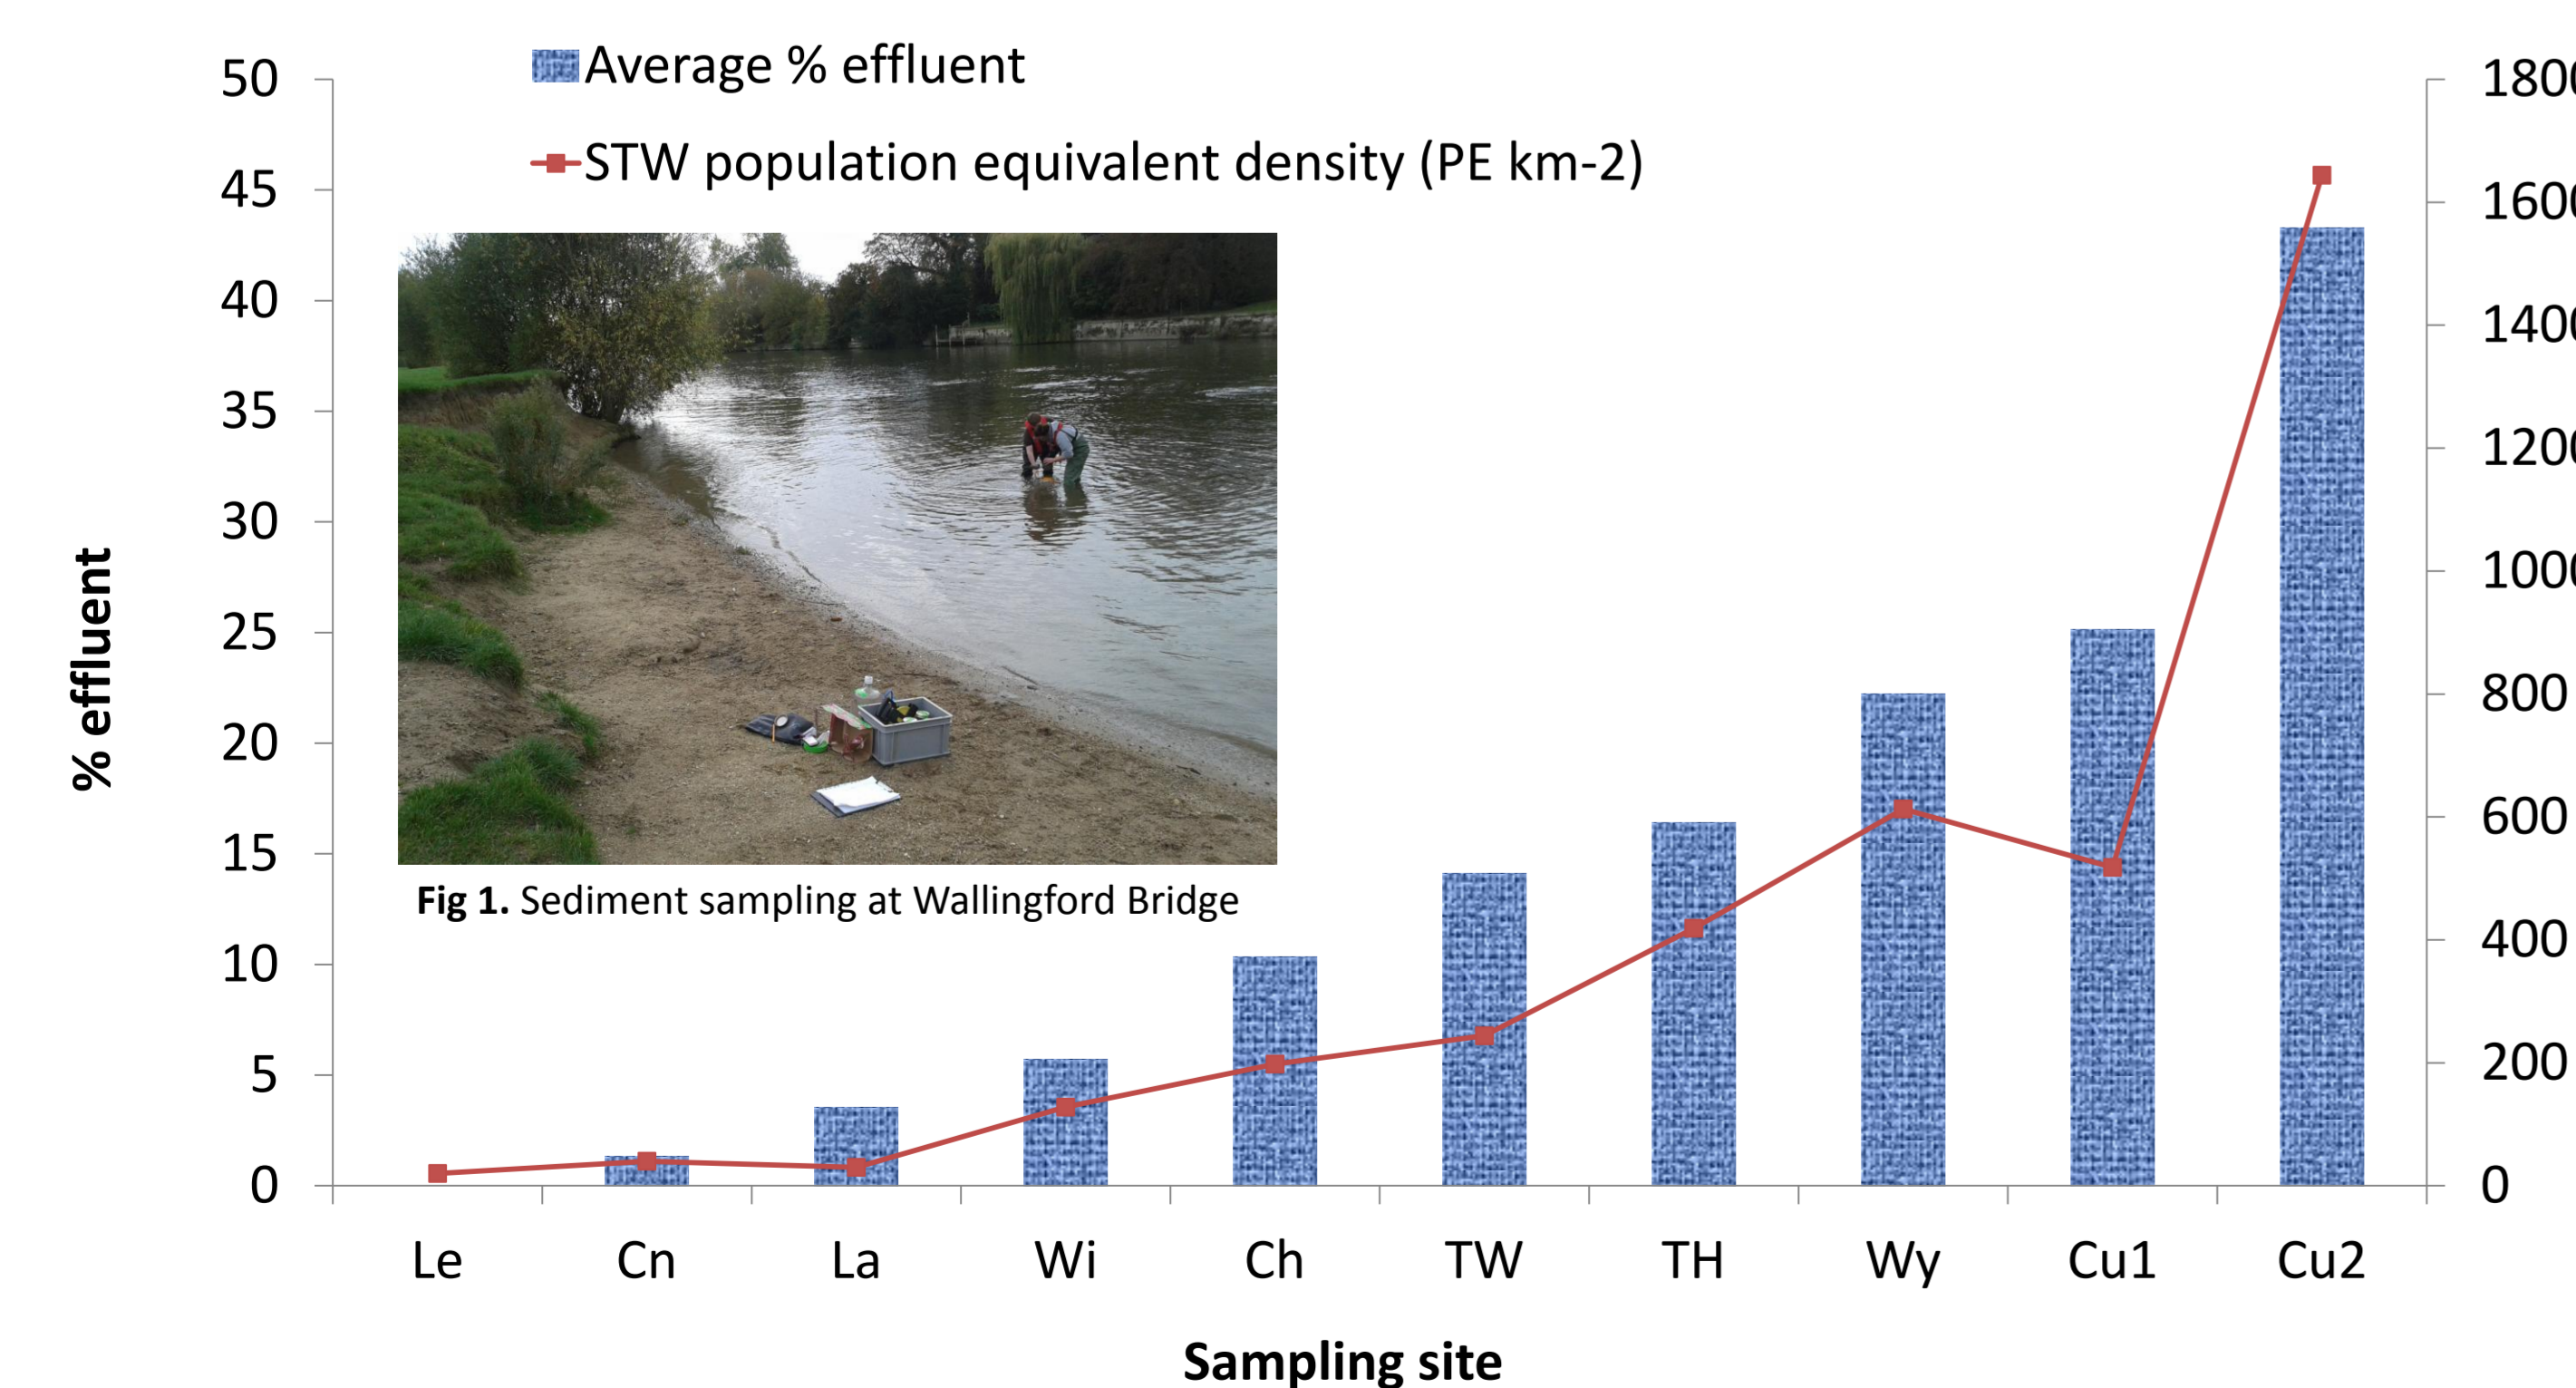 Average % effluent
STW population equivalent density (PE km-2)
50
45
40
35
30
25
20
15
10
5
0
% effluent
Fig 1. Sediment sampling at Wallingford Bridge
800
600
400
200
0
Le Cn La Wi Ch TW TH Wy Cu1 Cu2
Sampling site